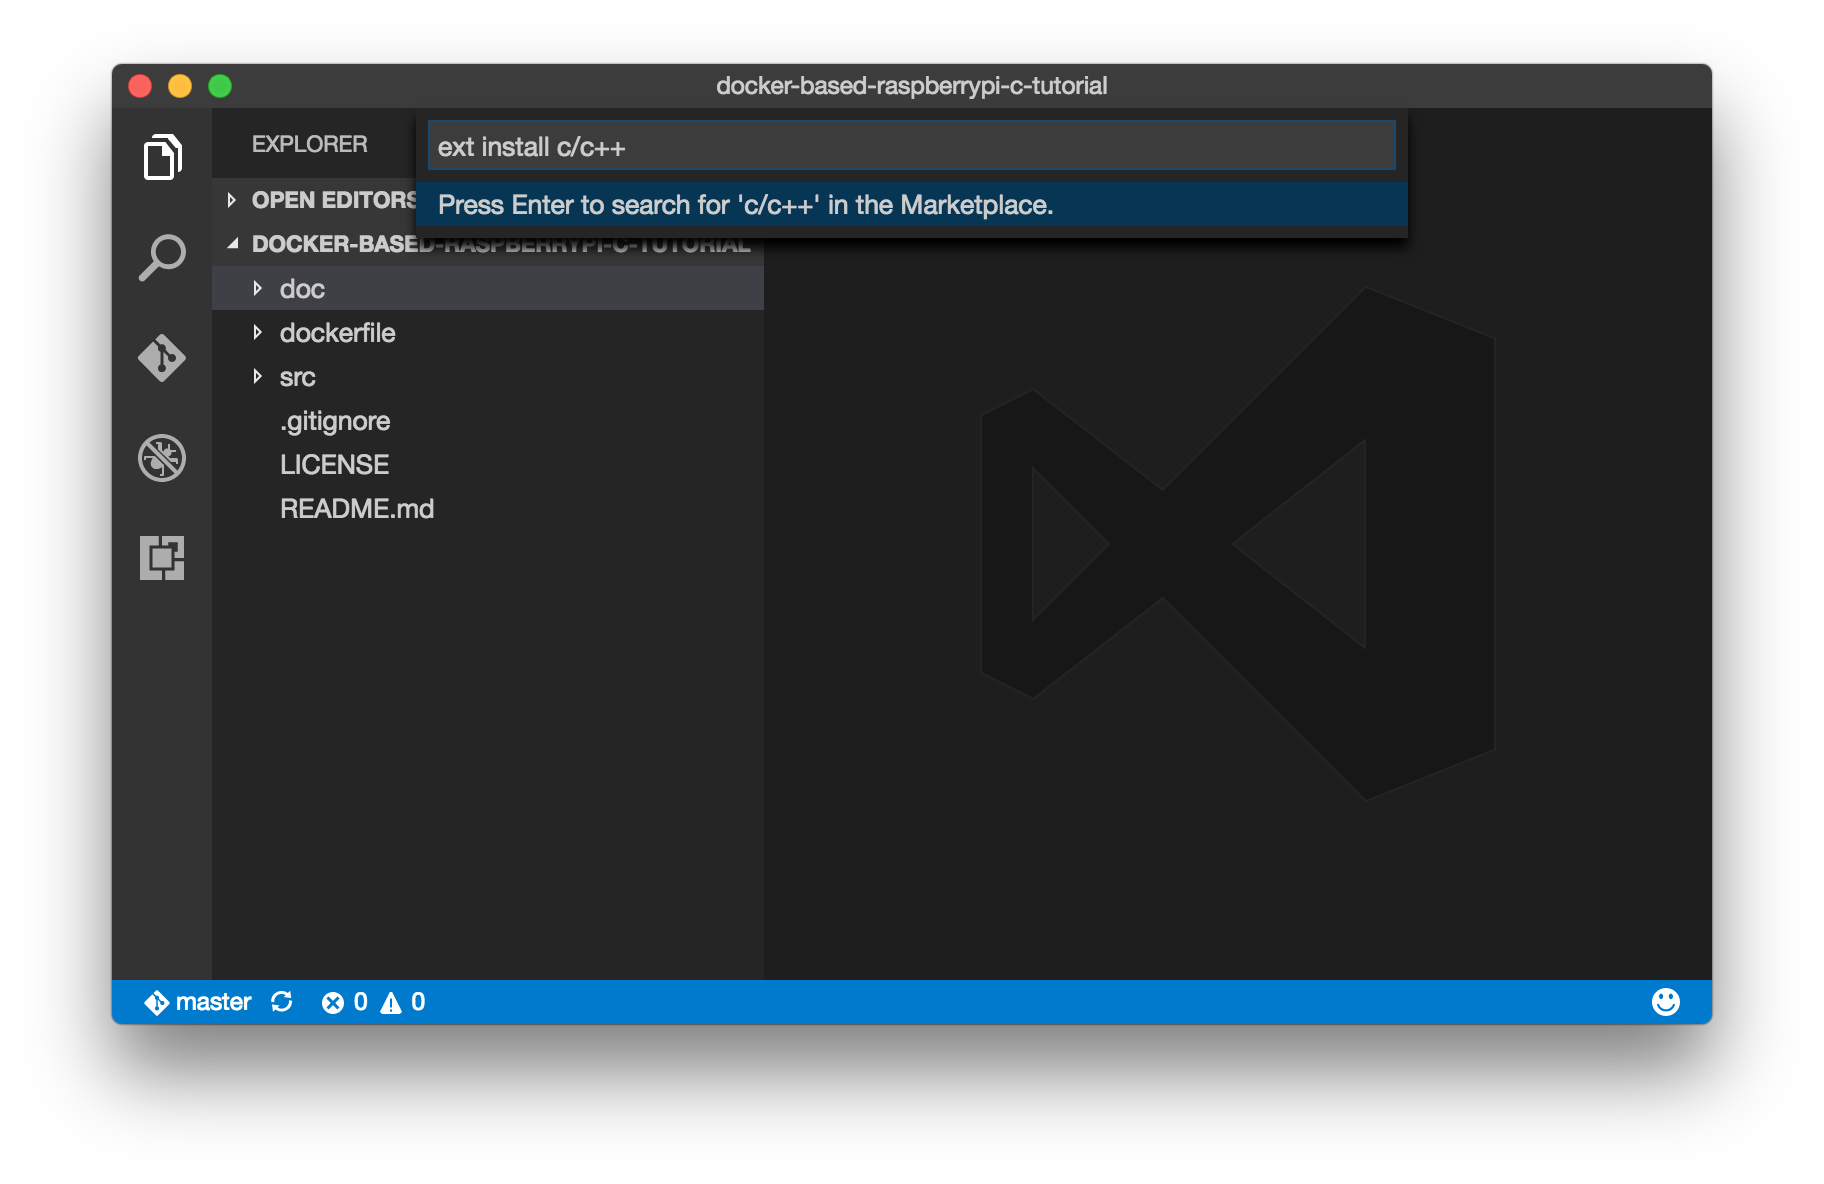 docker-based-raspberrypi-c-tutorial
EXPLORER
ext install c/c++
Press Enter to search for 'c/c++' in the Marketplace.
OPEN EDITORS
DOCKER-BASED-RASPBERRYPI-C-TUTORIAL
doc
dockerfile
src
.gitignore
LICENSE
README.md
master 0 0